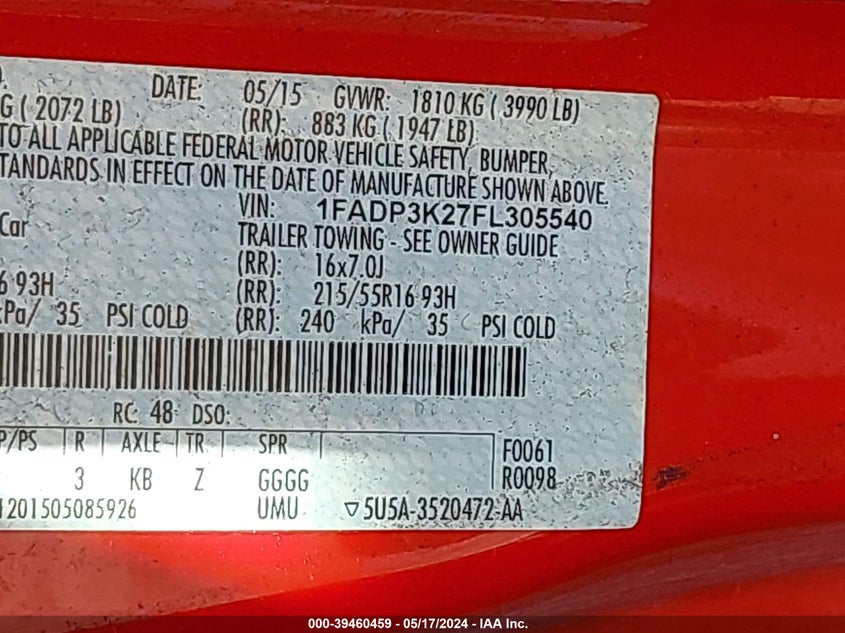 DATE: 05/15 GVWR: 1810 KG ( 3990 LB)
G ( 2072 LB) (RR): 883 KG ( 1947 LB)
TO ALL APPLICABLE FEDERAL MOTOR VEHICLE SAFETY, BUMPER,
TANDARDS IN EFFECT ON THE DATE OF MANUFACTURE SHOWN ABOVE.
VIN: 1FADP3K27FL305540
Car TRAILER TOWING - SEE OWNER GUIDE
(RR): 16x7.0J
6 93H (RR): 215/55R16 93H
kPa/ 35 PSI COLD (RR): 240 kPa/ 35 PSI COLD
RC: 48 DSO:
P/PS R AXLE TR SPR F0061
3 KB Z GGGG R0098
1201505085926 UMU ▽5U5A-3520472-AA
000-39460459 - 05/17/2024 - IAA Inc.